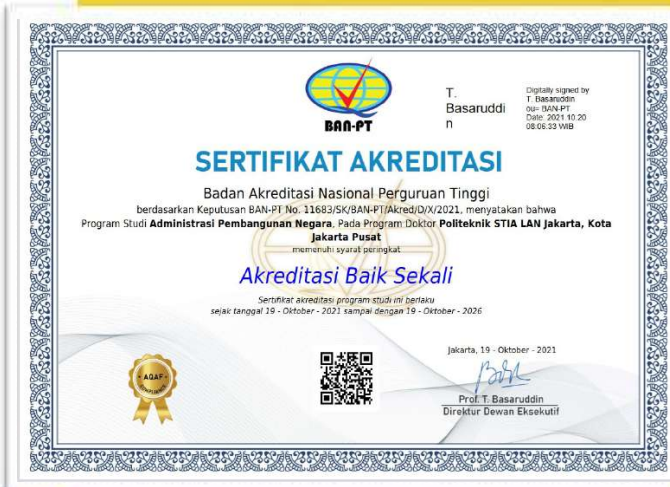 BAN-PT
T.
Basaruddi
n
Digitally signed by
T. Basaruddin
ou= BAN-PT
Date: 2021.10.20
08:06:33 WIB
SERTIFIKAT AKREDITASI
Badan Akreditasi Nasional Perguruan Tinggi
berdasarkan Keputusan BAN-PT No. 11683/SK/BAN-PT/Akred/D/X/2021, menyatakan bahwa
Program Studi Administrasi Pembangunan Negara, Pada Program Doktor Politeknik STIA LAN Jakarta, Kota
Jakarta Pusat
memenuhi syarat peringkat
Akreditasi Baik Sekali
Sertifikat akreditasi program studi ini berlaku
sejak tanggal 19 - Oktober - 2021 sampai dengan 19 - Oktober - 2026
AQAF
Jakarta, 19 - Oktober - 2021
Prof. T. Basaruddin
Direktur Dewan Eksekutif